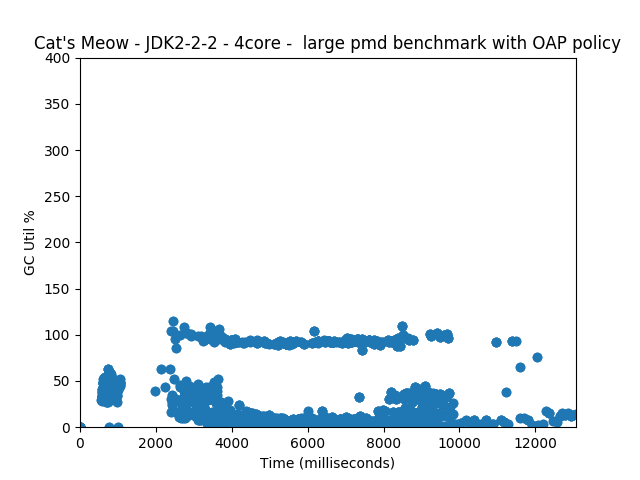 Cat's Meow - JDK2-2-2 - 4core -  large pmd benchmark with OAP policy
400
350
300
250
200
150
100
50
0
GC Util %
0 2000 4000 6000 8000 10000 12000
Time (milliseconds)